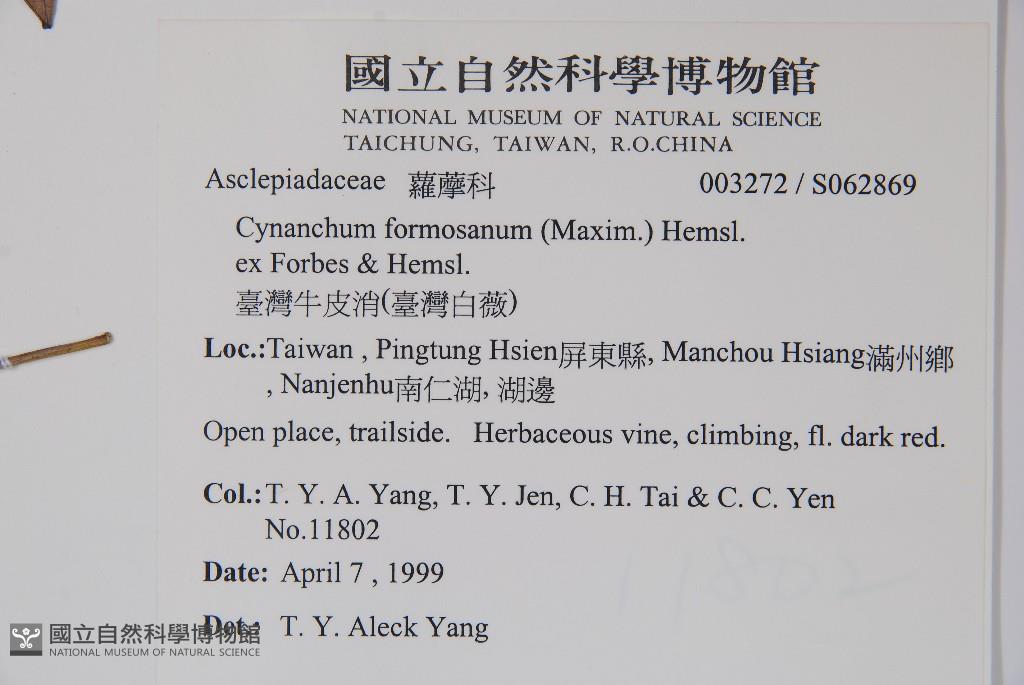 國立自然科學博物館
NATIONAL MUSEUM OF NATURAL SCIENCE
TAICHUNG, TAIWAN, R.O.CHINA
Asclepiadaceae 蘿藦科 003272 / S062869
Cynanchum formosanum (Maxim.) Hemsl.
ex Forbes & Hemsl.
臺灣牛皮消(臺灣白薇)
Loc.:Taiwan , Pingtung Hsien屏東縣, Manchou Hsiang滿州鄉
, Nanjenhu南仁湖, 湖邊
Open place, trailside. Herbaceous vine, climbing, fl. dark red.
Col.:T. Y. A. Yang, T. Y. Jen, C. H. Tai & C. C. Yen
No.11802
Date: April 7 , 1999
Det.: T. Y. Aleck Yang
11802
國立自然科學博物館
NATIONAL MUSEUM OF NATURAL SCIENCE